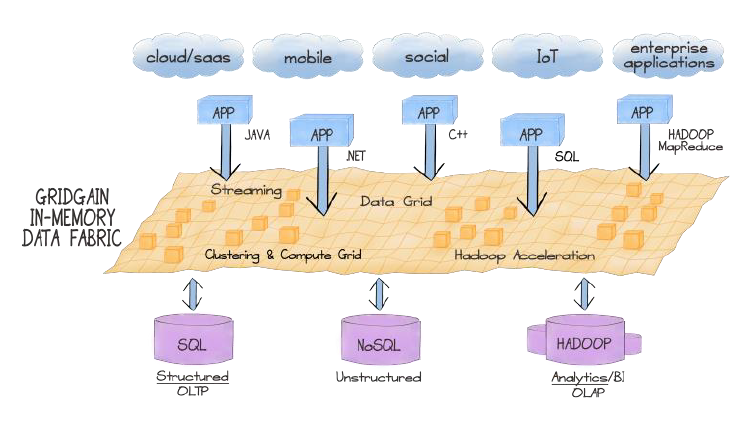 cloud/saas
mobile
social
IoT
enterprise
applications
APP
JAVA
APP
.NET
APP
C++
APP
SQL
APP
HADOOP
MapReduce
GRIDGAIN
IN-MEMORY
DATA FABRIC
Streaming
Data Grid
Clustering & Compute Grid
Hadoop Acceleration
SQL
Structured
OLTP
NoSQL
Unstructured
HADOOP
Analytics/BI
OLAP